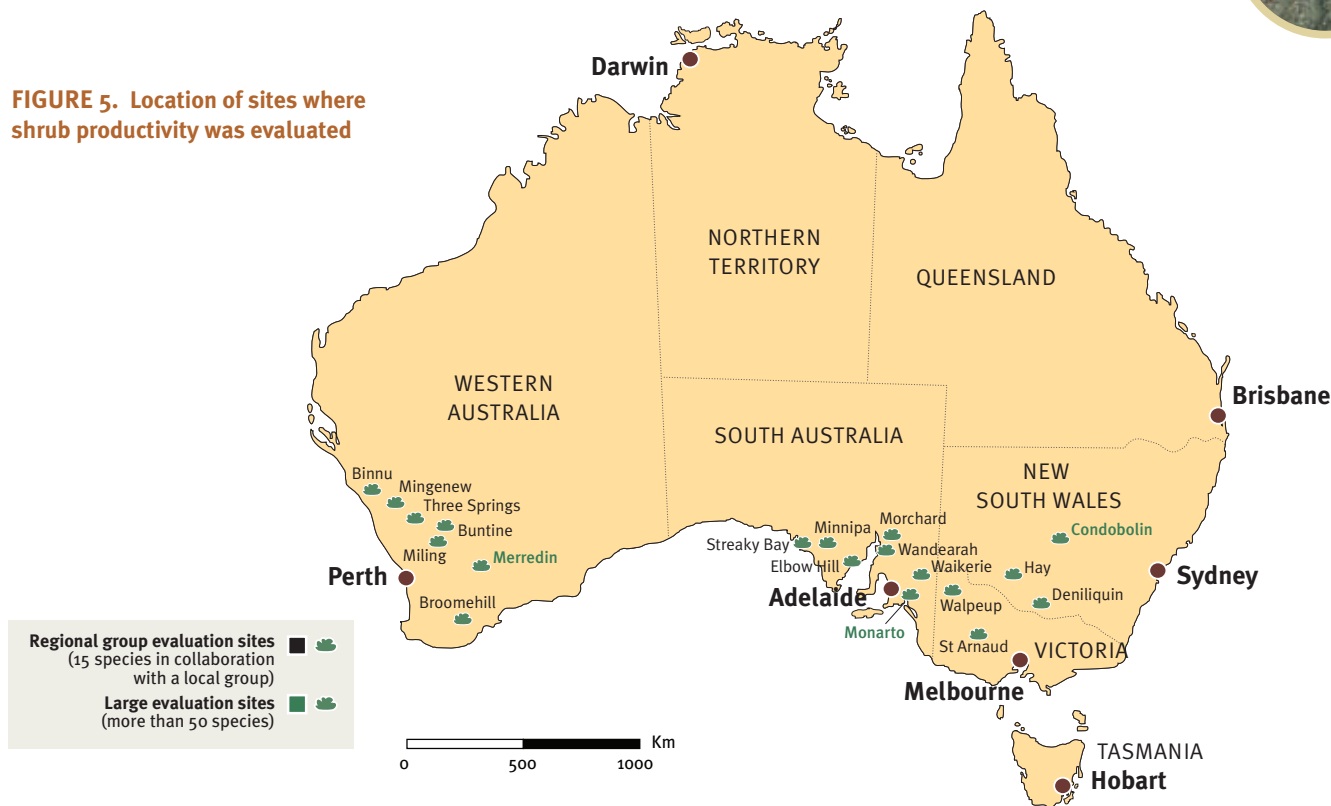 FIGURE 5. Location of sites where
shrub productivity was evaluated
Darwin
NORTHERN
TERRITORY
QUEENSLAND
WESTERN
AUSTRALIA
SOUTH AUSTRALIA
Brisbane
NEW
SOUTH WALES
Binnu
Mingenew
Three Springs
Buntine
Miling
Merredin
Perth
Broomehill
Streaky Bay
Minnipa
Morchard
Elbow Hill
Wandearah
Waikerie
Adelaide
Monarto
Walpeup
St Arnaud
Condobolin
Hay
Deniliquin
Sydney
VICTORIA
Melbourne
TASMANIA
Hobart
Regional group evaluation sites
(15 species in collaboration
with a local group)
Large evaluation sites
(more than 50 species)
Km
0 500 1000